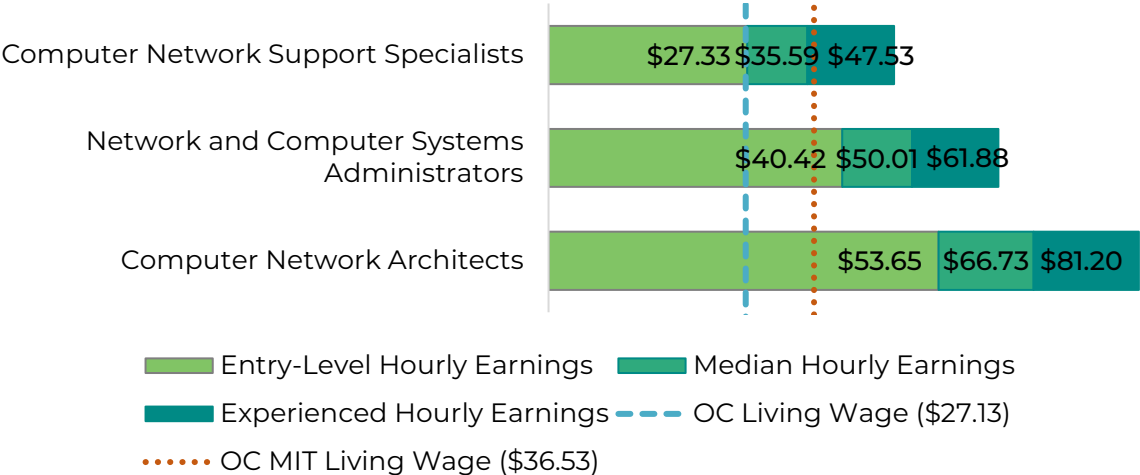 Computer Network Support Specialists
$27.33 $35.59 $47.53
Network and Computer Systems
Administrators
$40.42 $50.01 $61.88
Computer Network Architects
$53.65 $66.73 $81.20
Entry-Level Hourly Earnings
Median Hourly Earnings
Experienced Hourly Earnings
OC Living Wage ($27.13)
OC MIT Living Wage ($36.53)